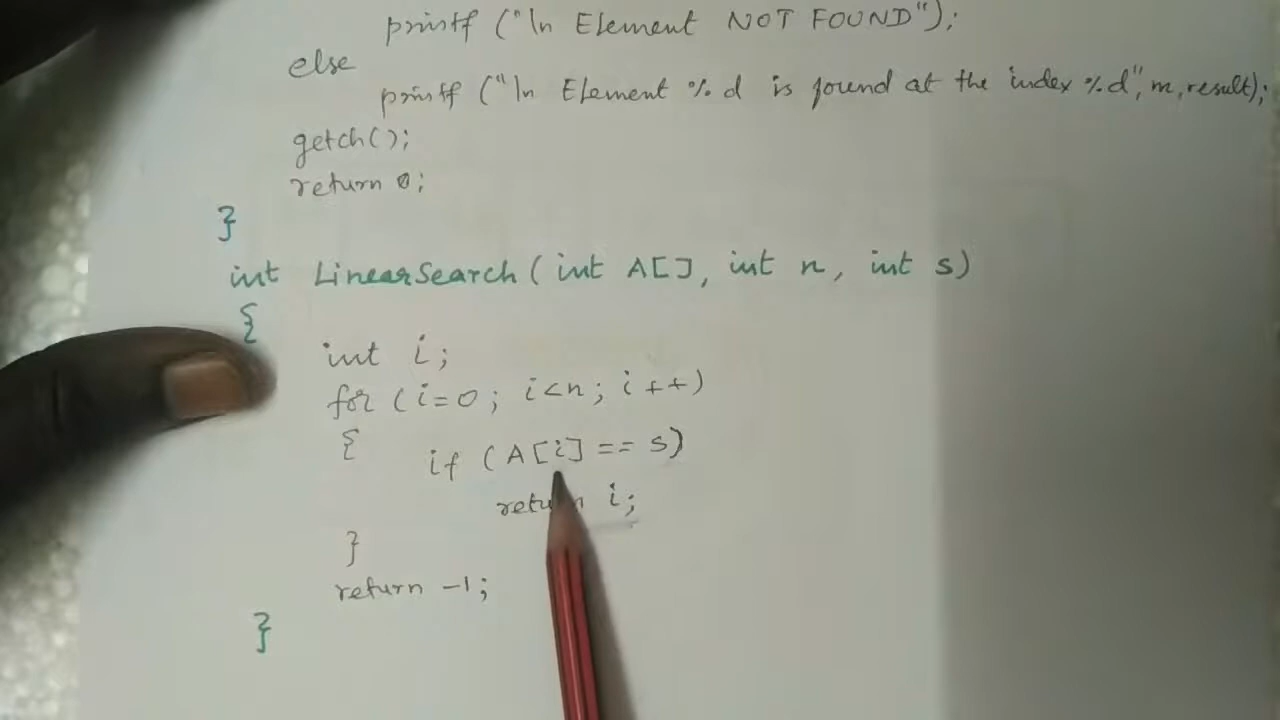 printf ("\n Element NOT FOUND");
else
printf ("\n Element %d is found at the index %d", m, result);
getch();
return 0;
}
int LinearSearch ( int A[], int n, int s)
{
int i;
for ( i=0; i<n; i++)
{
if (A[i] == s)
return i;
}
return -1;
}